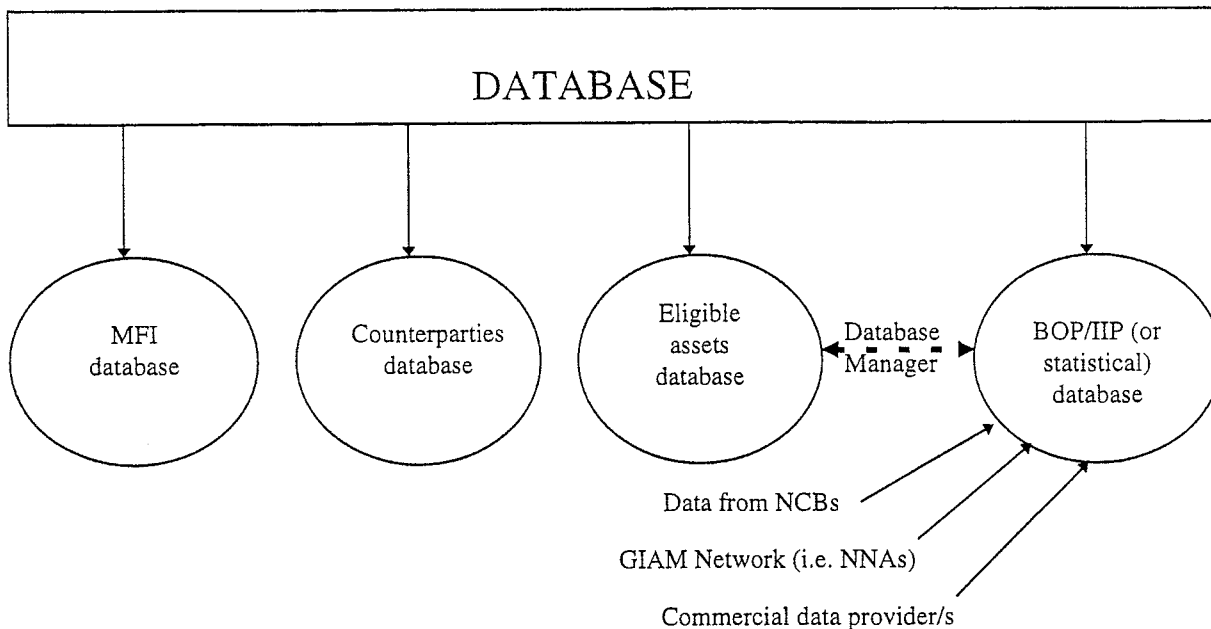 DATABASE
MFI
database
Counterparties
database
Eligible
assets
database
Database
Manager
BOP/IIP (or
statistical)
database
Data from NCBs
GIAM Network (i.e. NNAs)
Commercial data provider/s